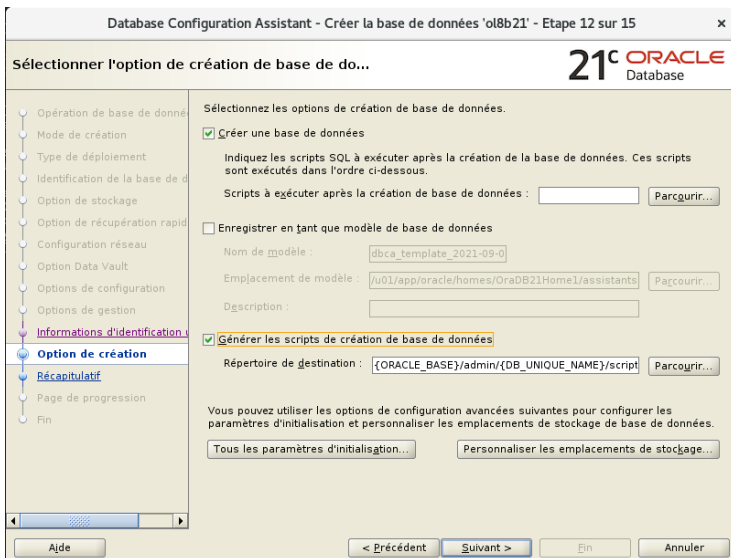 Database Configuration Assistant - Créer la base de données 'ol8b21' - Etape 12 sur 15
Sélectionner l'option de création de base de do...
21c ORACLE
Database
Opération de base de donné
Mode de création
Type de déploiement
Identification de la base de d
Option de stockage
Option de récupération rapid
Configuration réseau
Option Data Vault
Options de configuration
Options de gestion
Informations d'identification u
Option de création
Récapitulatif
Page de progression
Fin
Sélectionnez les options de création de base de données.
Créer une base de données
Indiquez les scripts SQL à exécuter après la création de la base de données. Ces scripts
sont exécutés dans l'ordre ci-dessous.
Scripts à exécuter après la création de base de données :
Parcourir...
Enregistrer en tant que modèle de base de données
Nom de modèle : dbca_template_2021-09-0
Emplacement de modèle : /u01/app/oracle/homes/OraDB21Home1/assistants Parcourir...
Description :
Générer les scripts de création de base de données
Répertoire de destination : {ORACLE_BASE}/admin/{DB_UNIQUE_NAME}/script Parcourir...
Vous pouvez utiliser les options de configuration avancées suivantes pour configurer les
paramètres d'initialisation et personnaliser les emplacements de stockage de base de données.
Tous les paramètres d'initialisation... Personnaliser les emplacements de stockage...
Aide < Précédent Suivant > Fin Annuler